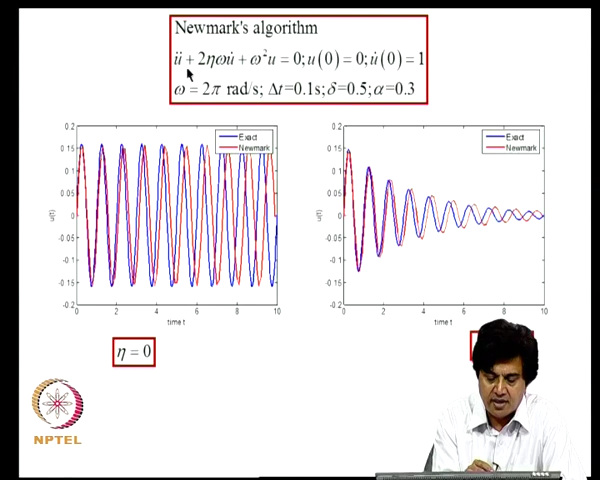 Newmark's algorithm
ü + 2ηωu̇ + ω²u = 0; u(0) = 0; u̇(0) = 1
ω = 2π rad/s; Δt=0.1s; δ=0.5; α=0.3
0.2
0.15
0.1
0.05
0
-0.05
-0.1
-0.15
-0.2
u(t)
0 2 4 6 8 10
time t
Exact
Newmark
η = 0
0.2
0.15
0.1
0.05
0
-0.05
-0.1
-0.15
-0.2
u(t)
0 2 4 6 8 10
time t
Exact
Newmark
NPTEL